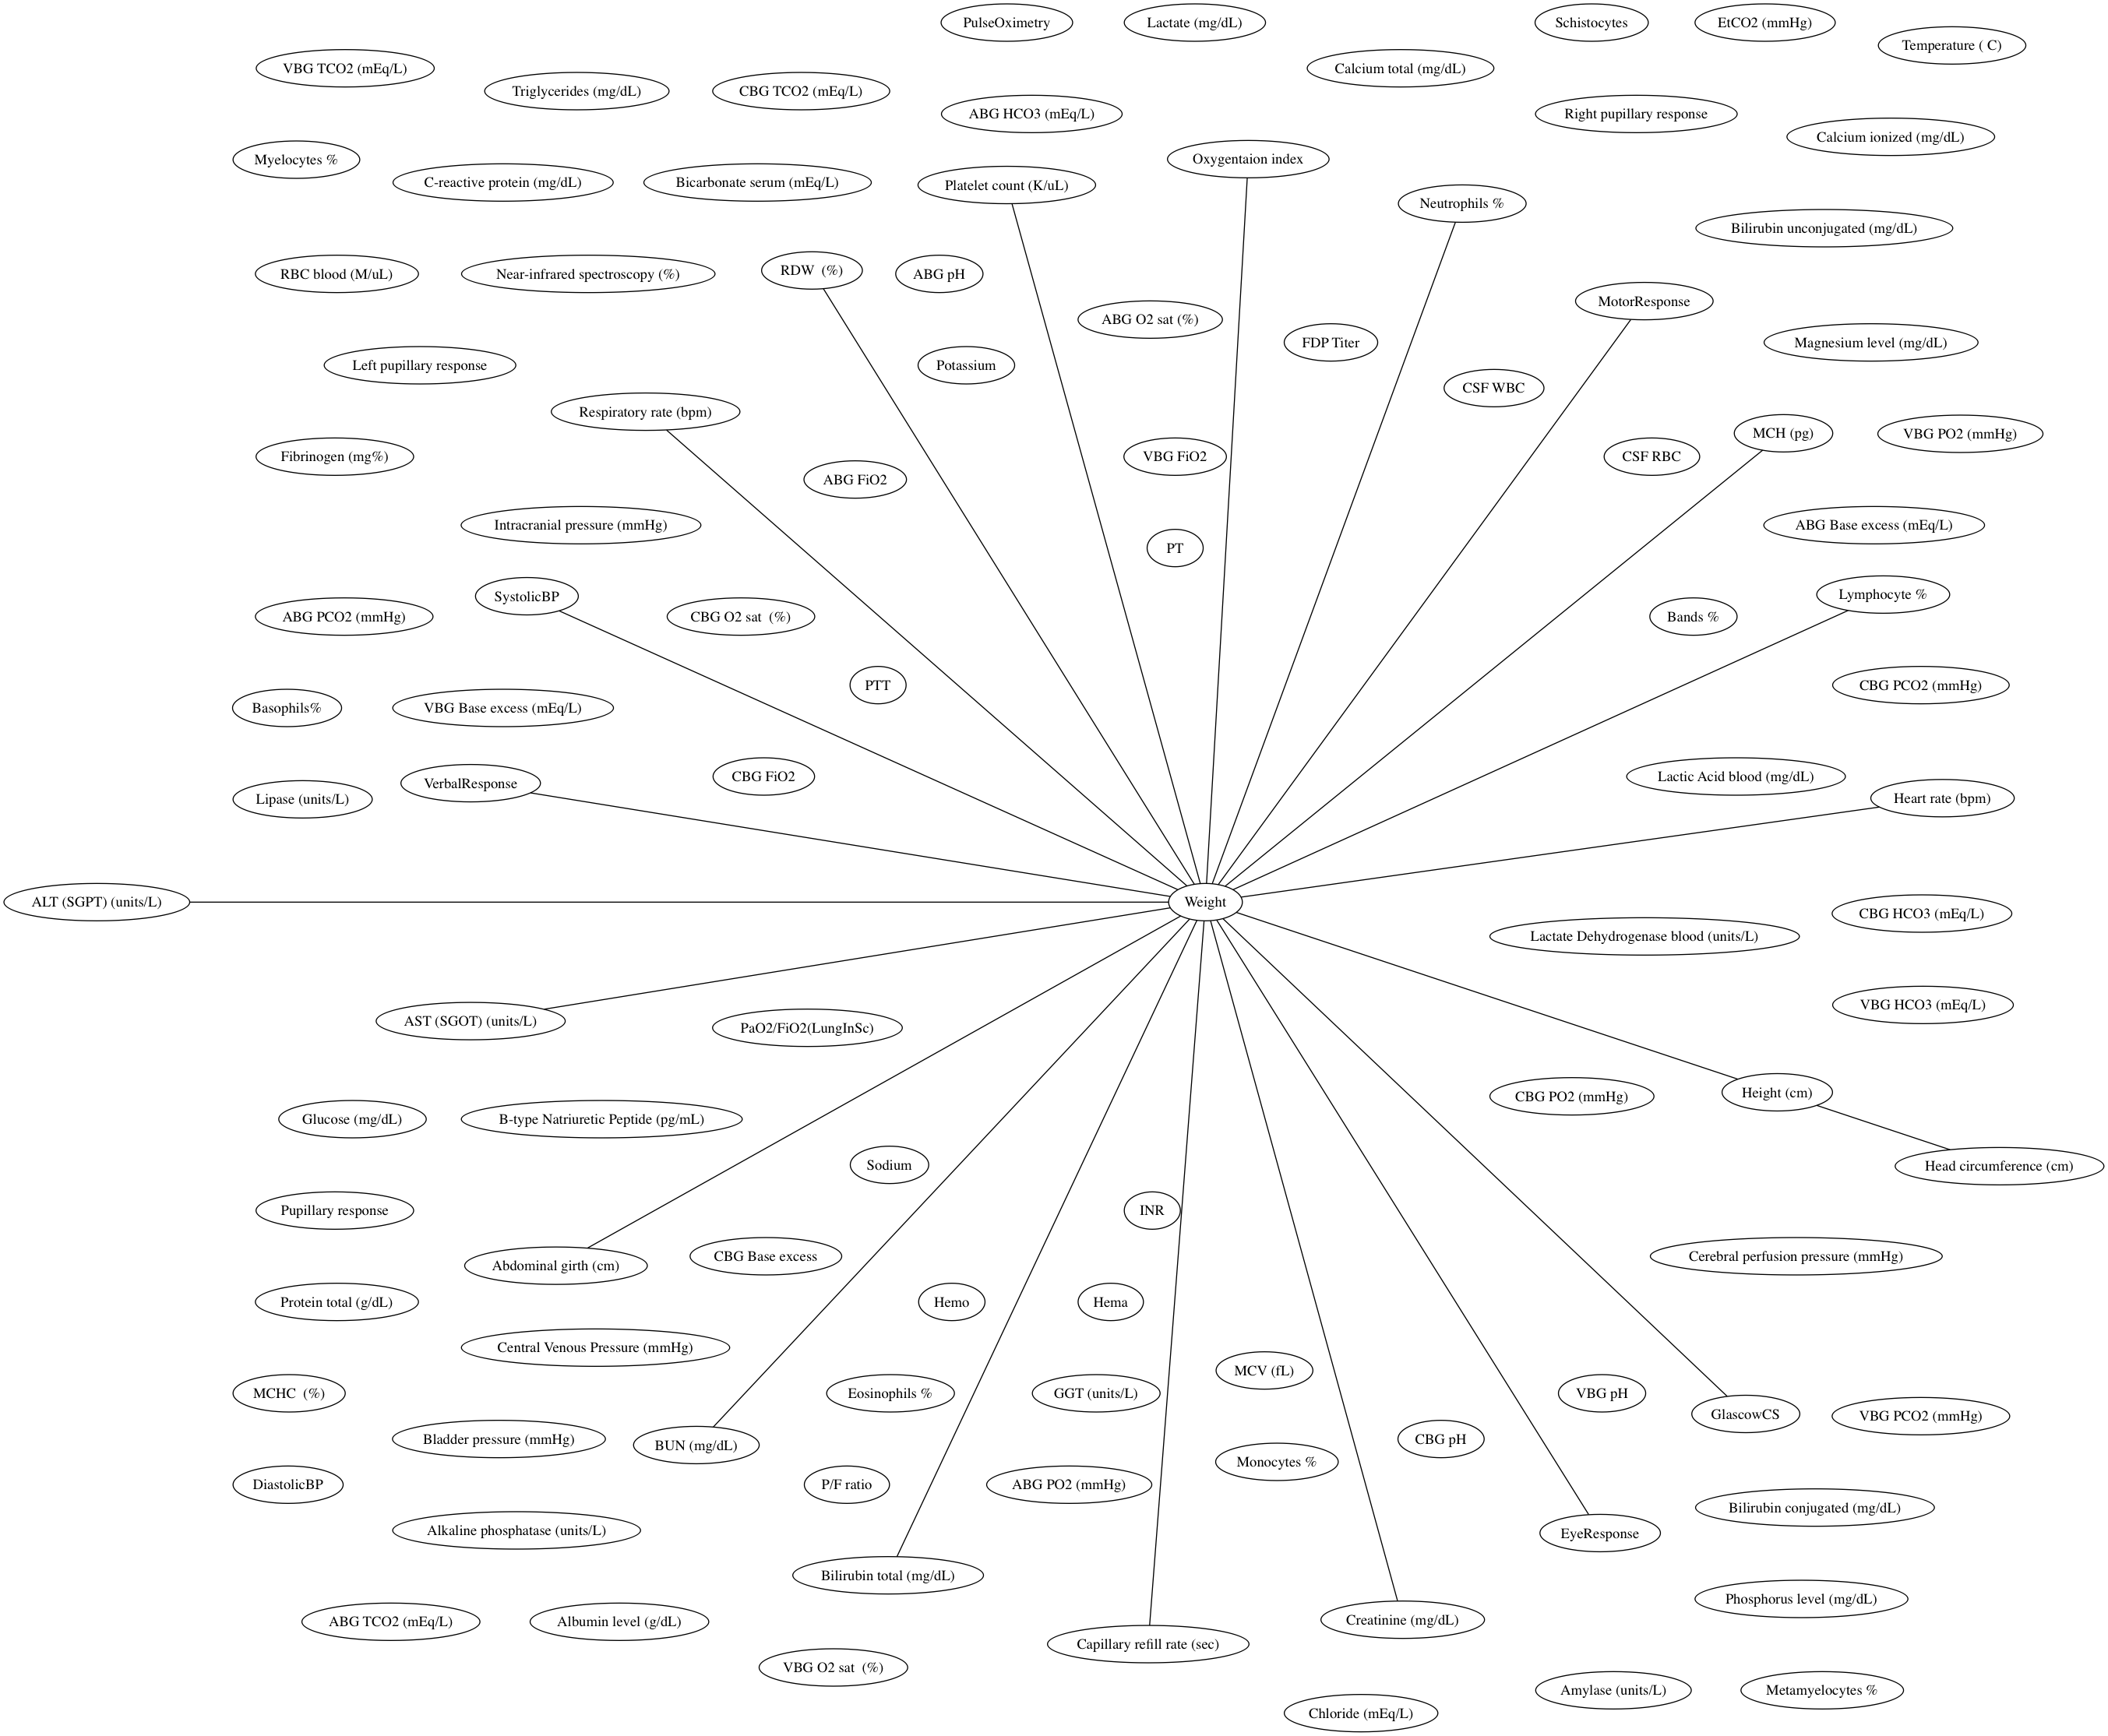 PulseOximetry
Lactate (mg/dL)
Schistocytes
EtCO2 (mmHg)
Temperature ( C)
VBG TCO2 (mEq/L)
Calcium total (mg/dL)
Triglycerides (mg/dL)
CBG TCO2 (mEq/L)
ABG HCO3 (mEq/L)
Right pupillary response
Calcium ionized (mg/dL)
Myelocytes %
Oxygentaion index
C-reactive protein (mg/dL)
Bicarbonate serum (mEq/L)
Platelet count (K/uL)
Neutrophils %
Bilirubin unconjugated (mg/dL)
RBC blood (M/uL)
Near-infrared spectroscopy (%)
RDW  (%)
ABG pH
MotorResponse
ABG O2 sat (%)
FDP Titer
Magnesium level (mg/dL)
Left pupillary response
Potassium
CSF WBC
Respiratory rate (bpm)
MCH (pg)
VBG PO2 (mmHg)
Fibrinogen (mg%)
VBG FiO2
CSF RBC
ABG FiO2
Intracranial pressure (mmHg)
ABG Base excess (mEq/L)
PT
SystolicBP
Lymphocyte %
ABG PCO2 (mmHg)
CBG O2 sat  (%)
Bands %
PTT
CBG PCO2 (mmHg)
Basophils%
VBG Base excess (mEq/L)
CBG FiO2
Lactic Acid blood (mg/dL)
VerbalResponse
Lipase (units/L)
Heart rate (bpm)
ALT (SGPT) (units/L)
Weight
CBG HCO3 (mEq/L)
Lactate Dehydrogenase blood (units/L)
VBG HCO3 (mEq/L)
AST (SGOT) (units/L)
PaO2/FiO2(LungInSc)
Height (cm)
CBG PO2 (mmHg)
Glucose (mg/dL)
B-type Natriuretic Peptide (pg/mL)
Sodium
Head circumference (cm)
Pupillary response
INR
CBG Base excess
Cerebral perfusion pressure (mmHg)
Abdominal girth (cm)
Protein total (g/dL)
Hemo
Hema
Central Venous Pressure (mmHg)
MCV (fL)
MCHC  (%)
Eosinophils %
GGT (units/L)
VBG pH
GlascowCS
VBG PCO2 (mmHg)
Bladder pressure (mmHg)
BUN (mg/dL)
CBG pH
Monocytes %
DiastolicBP
P/F ratio
ABG PO2 (mmHg)
Bilirubin conjugated (mg/dL)
Alkaline phosphatase (units/L)
EyeResponse
Bilirubin total (mg/dL)
Phosphorus level (mg/dL)
ABG TCO2 (mEq/L)
Albumin level (g/dL)
Creatinine (mg/dL)
Capillary refill rate (sec)
VBG O2 sat  (%)
Amylase (units/L)
Metamyelocytes %
Chloride (mEq/L)